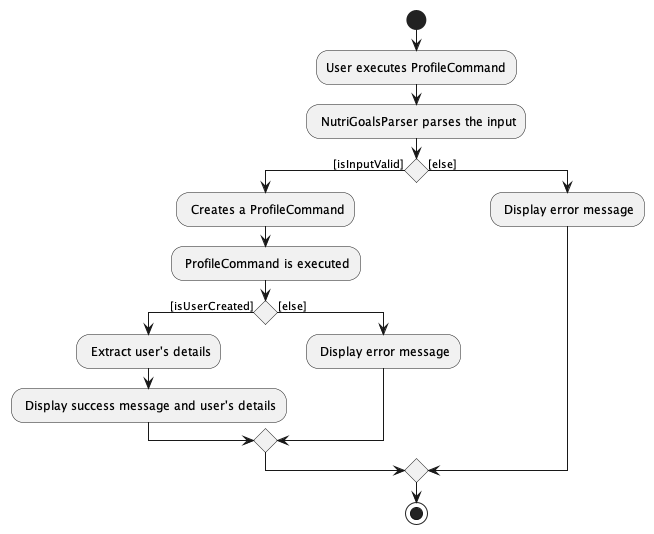 User executes ProfileCommand
NutriGoalsParser parses the input
[isInputValid]
[else]
Creates a ProfileCommand
Display error message
ProfileCommand is executed
[isUserCreated]
[else]
Extract user's details
Display error message
Display success message and user's details